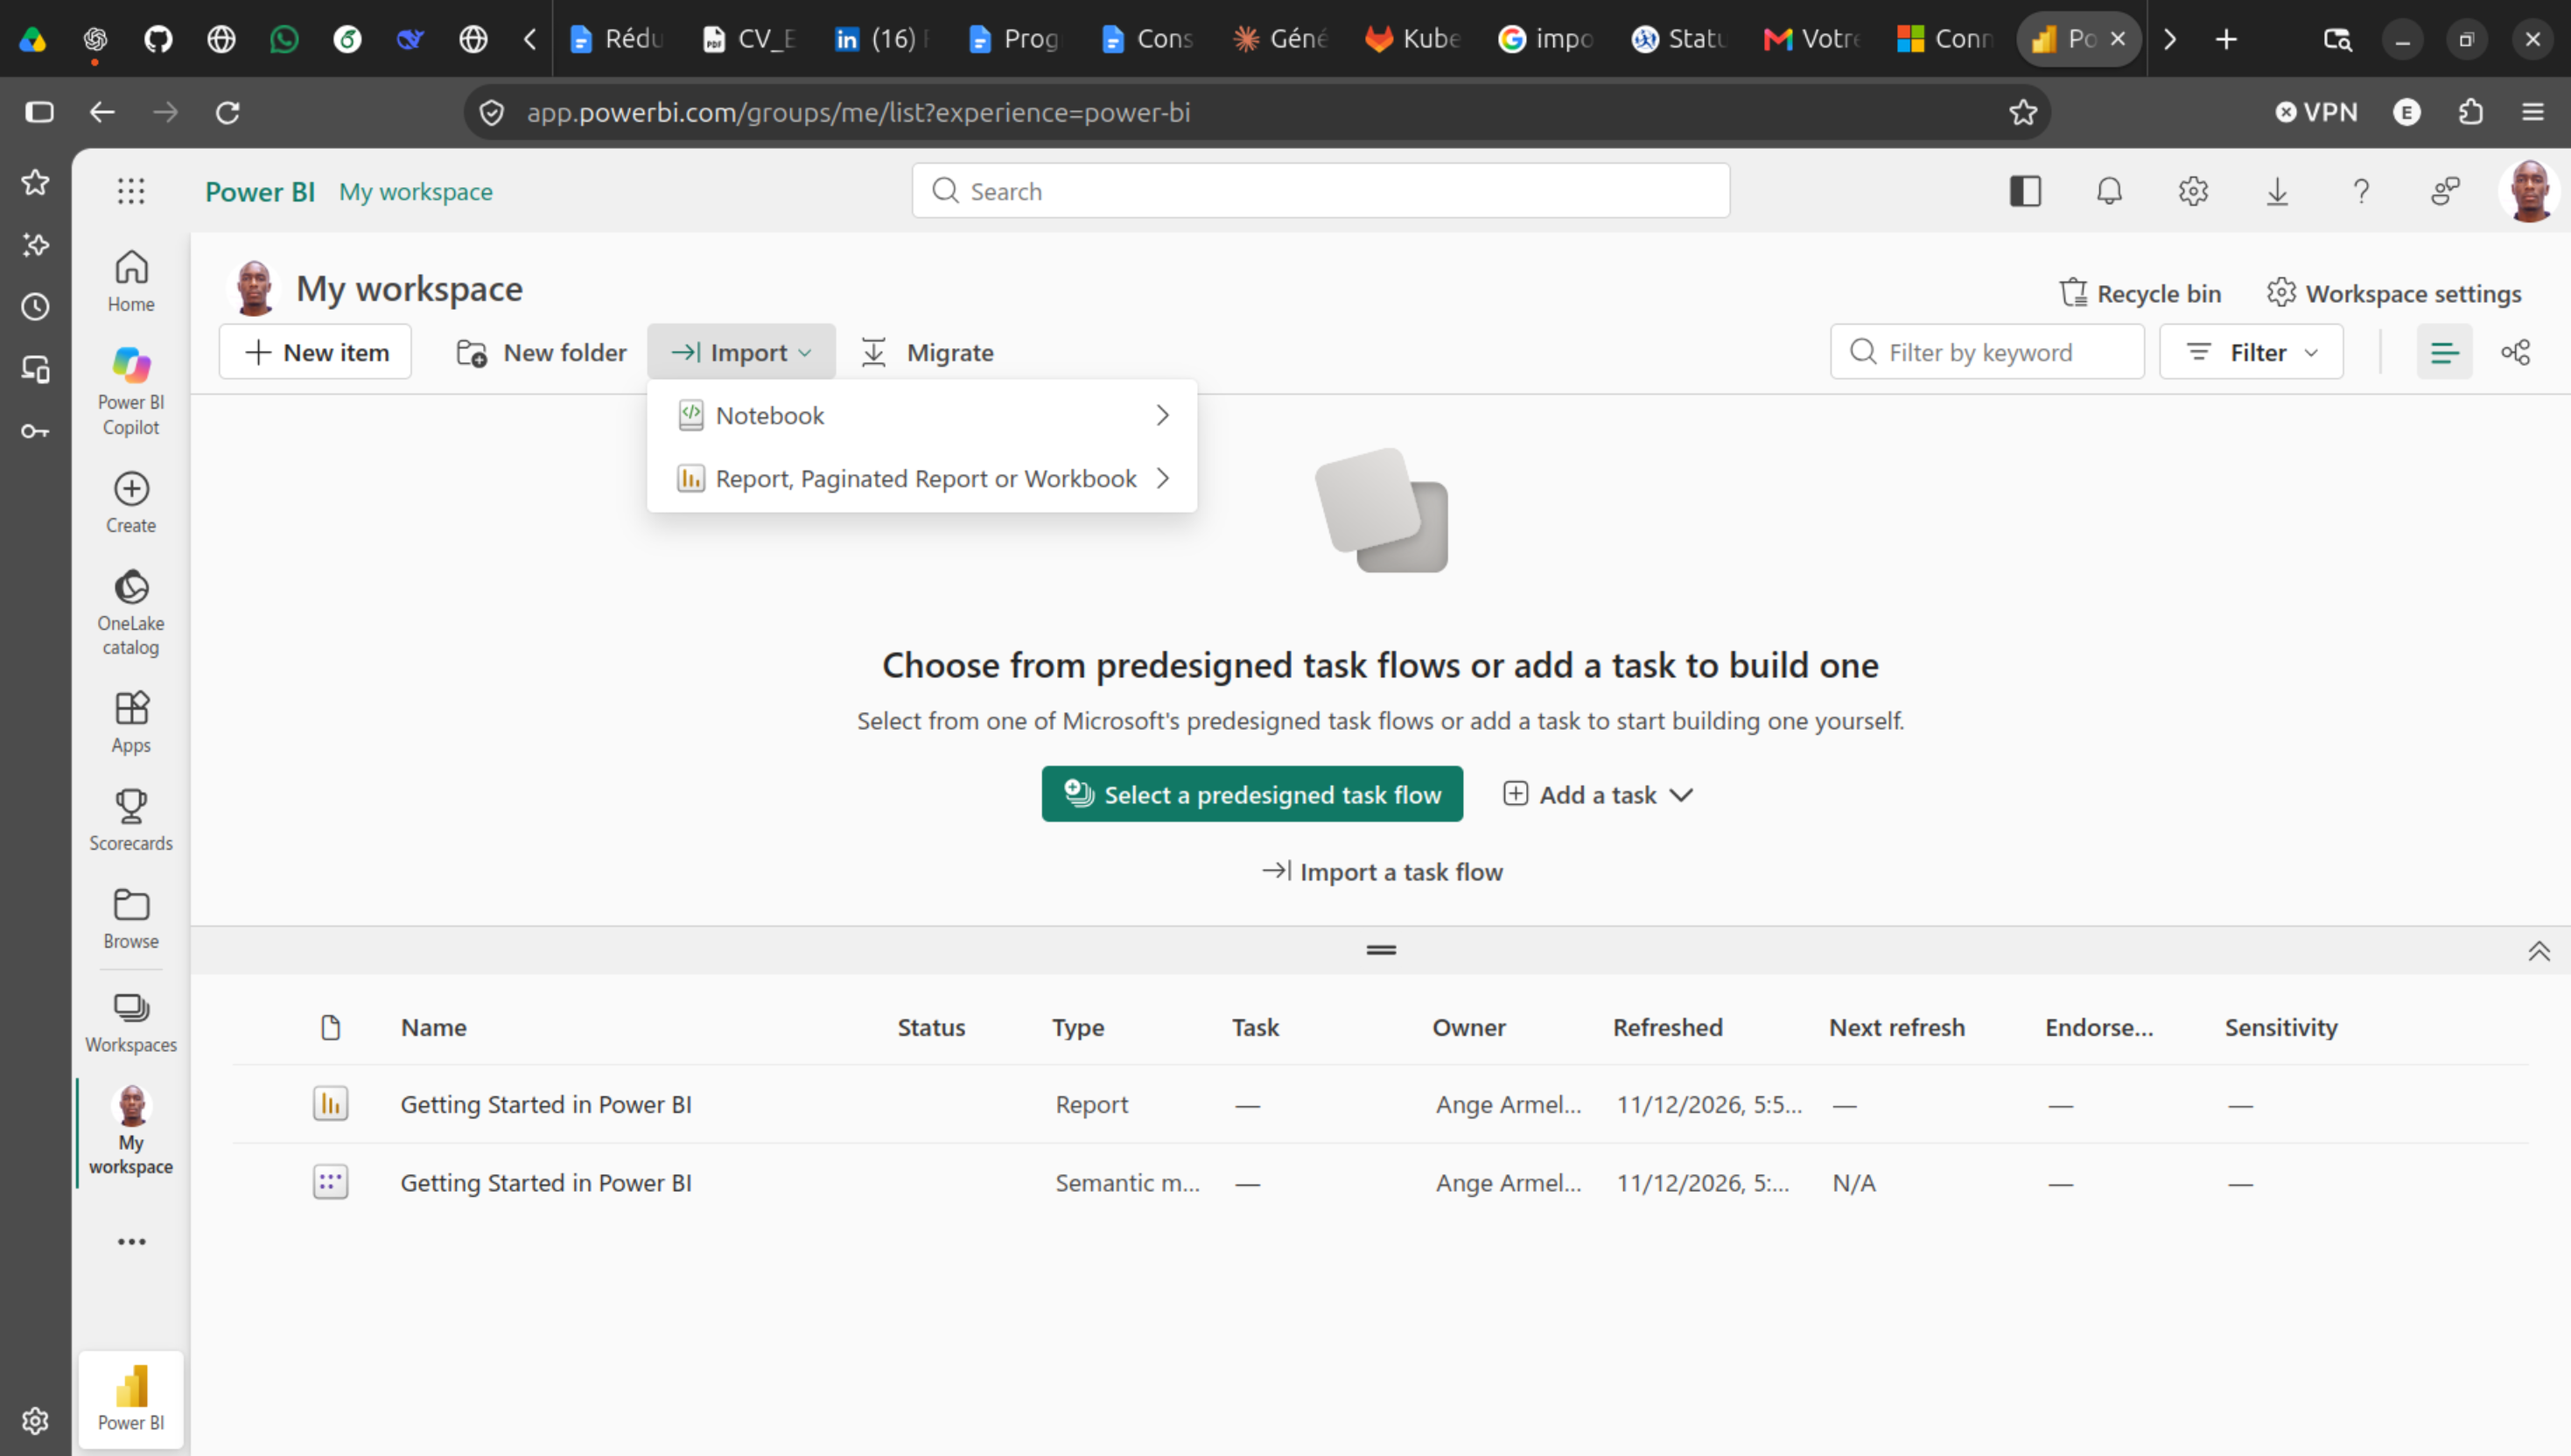 Rédu
CV_E
(16) F
Prog
Cons
Géné
Kube
impo
Statu
Votre
Conn
Po
app.powerbi.com/groups/me/list?experience=power-bi
VPN
E
Power BI My workspace
Search
Home
Power BI
Copilot
Create
OneLake
catalog
Apps
Scorecards
Browse
Workspaces
My
workspace
Power BI
My workspace
Recycle bin
Workspace settings
New item
New folder
Import
Migrate
Filter by keyword
Filter
Notebook
Report, Paginated Report or Workbook
Choose from predesigned task flows or add a task to build one
Select from one of Microsoft's predesigned task flows or add a task to start building one yourself.
Select a predesigned task flow
Add a task
Import a task flow
Name Status Type Task Owner Refreshed Next refresh Endorse... Sensitivity
Getting Started in Power BI Report — Ange Armel... 11/12/2026, 5:5... — — —
Getting Started in Power BI Semantic m... — Ange Armel... 11/12/2026, 5:... N/A — —